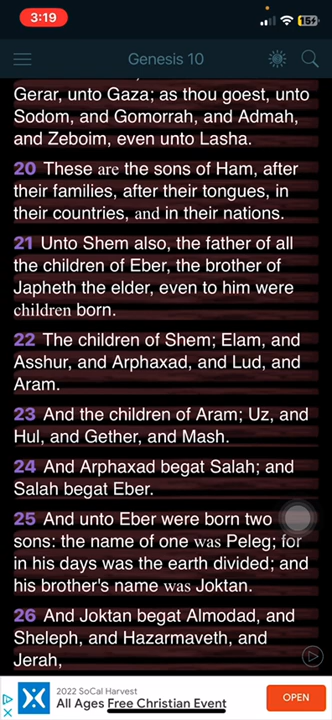 3:19
15
Genesis 10
Gerar, unto Gaza; as thou goest, unto
Sodom, and Gomorrah, and Admah,
and Zeboim, even unto Lasha.
20 These are the sons of Ham, after
their families, after their tongues, in
their countries, and in their nations.
21 Unto Shem also, the father of all
the children of Eber, the brother of
Japheth the elder, even to him were
children born.
22 The children of Shem; Elam, and
Asshur, and Arphaxad, and Lud, and
Aram.
23 And the children of Aram; Uz, and
Hul, and Gether, and Mash.
24 And Arphaxad begat Salah; and
Salah begat Eber.
25 And unto Eber were born two
sons: the name of one was Peleg; for
in his days was the earth divided; and
his brother's name was Joktan.
26 And Joktan begat Almodad, and
Sheleph, and Hazarmaveth, and
Jerah,
2022 SoCal Harvest
All Ages Free Christian Event
OPEN